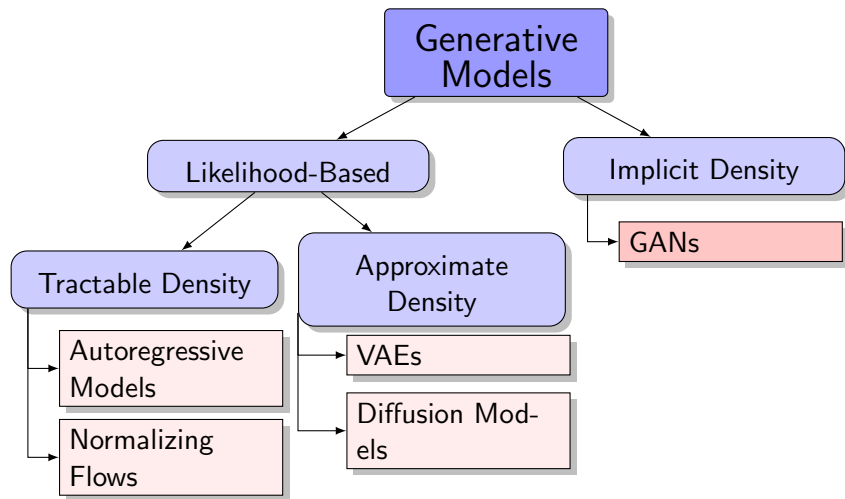 Generative
Models
Likelihood-Based
Implicit Density
GANs
Tractable Density
Approximate
Density
Autoregressive
Models
VAEs
Normalizing
Flows
Diffusion Mod-
els